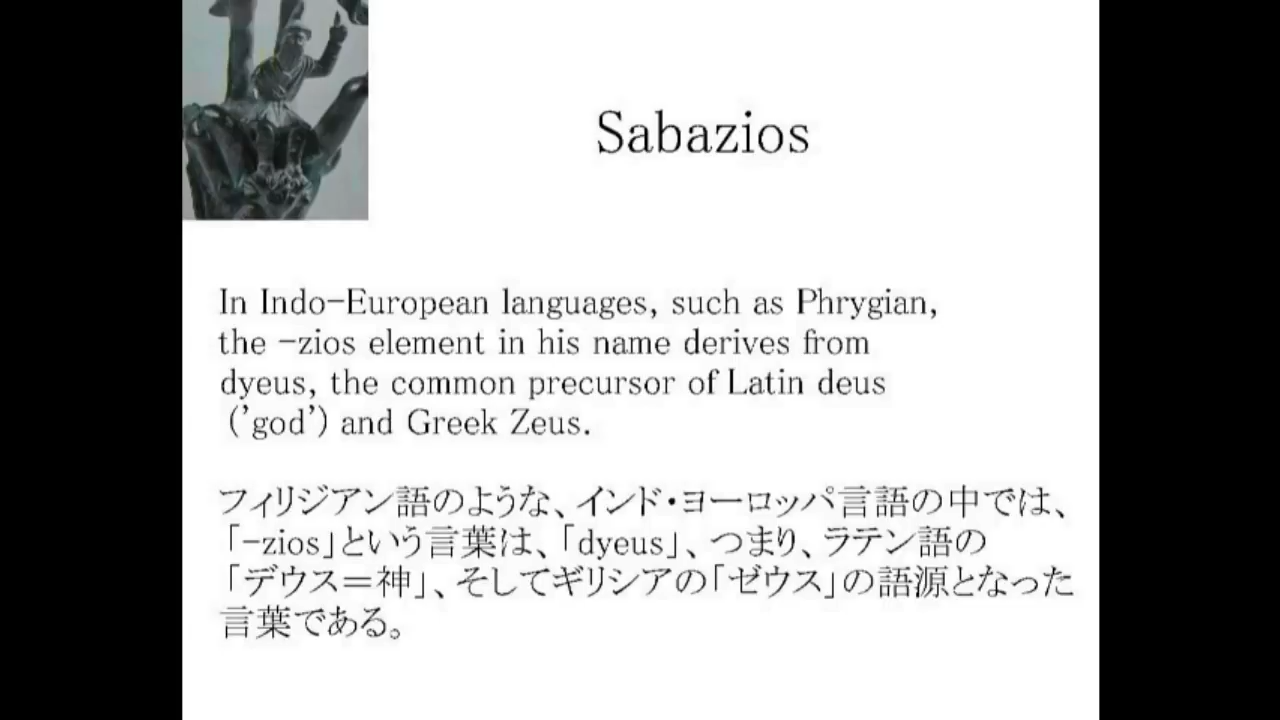 Sabazios
In Indo-European languages, such as Phrygian,
the -zios element in his name derives from
dyeus, the common precursor of Latin deus
('god') and Greek Zeus.
フィリジアン語のような、インド・ヨーロッパ言語の中では、
「-zios」という言葉は、「dyeus」、つまり、ラテン語の
「デウス＝神」、そしてギリシアの「ゼウス」の語源となった
言葉である。